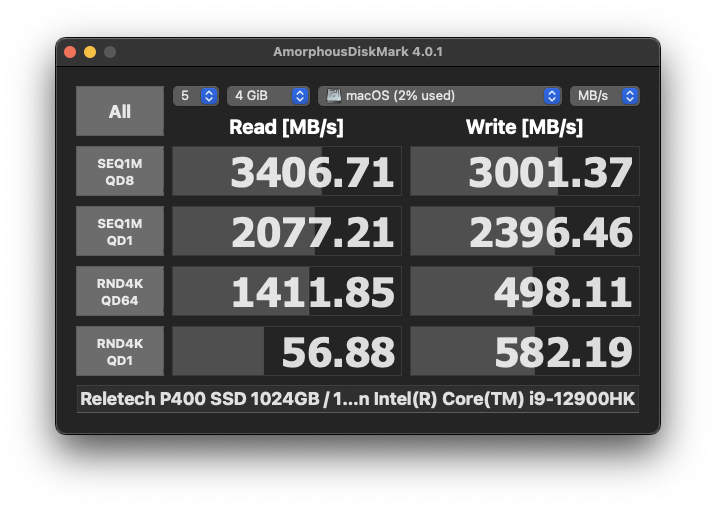 AmorphousDiskMark 4.0.1
All
5
4 GiB
macOS (2% used)
MB/s
Read [MB/s]
Write [MB/s]
SEQ1M
QD8
3406.71
3001.37
SEQ1M
QD1
2077.21
2396.46
RND4K
QD64
1411.85
498.11
RND4K
QD1
56.88
582.19
Reletech P400 SSD 1024GB / 1...n Intel(R) Core(TM) i9-12900HK